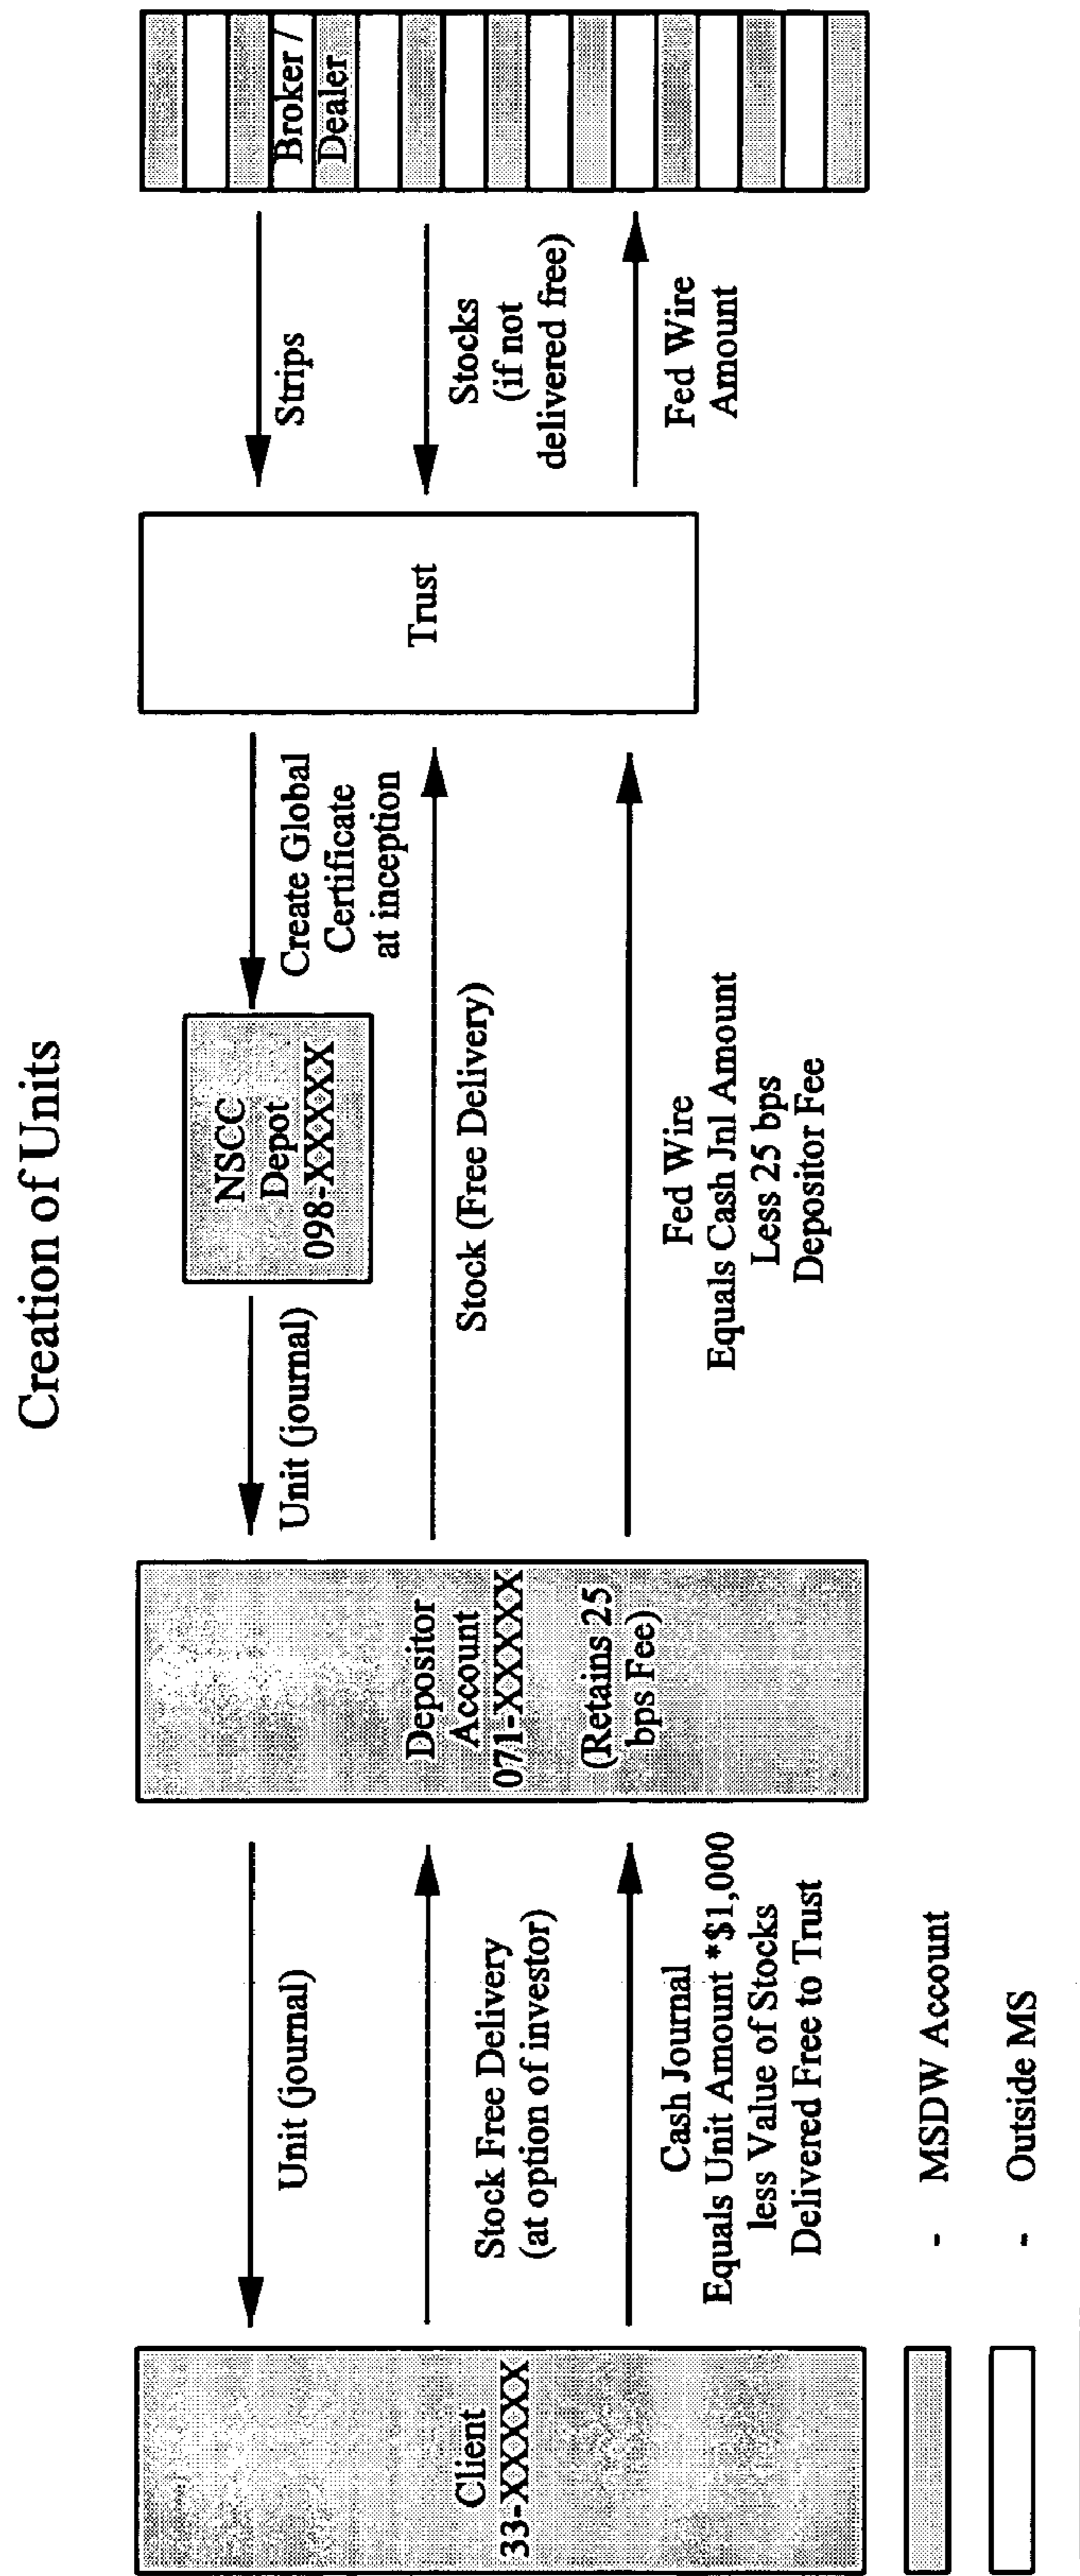 Creation of Units
Client
33-XXXXX
Unit (journal)
Stock Free Delivery
(at option of investor)
Cash Journal
Equals Unit Amount *$1,000
less Value of Stocks
Delivered Free to Trust
Depositor
Account
071-XXXXX
(Retains 25
bps Fee)
Unit (journal)
NSCC
Depot
098-XXXXX
Create Global
Certificate
at inception
Stock (Free Delivery)
Fed Wire
Equals Cash Jnl Amount
Less 25 bps
Depositor Fee
Trust
Strips
Stocks
(if not
delivered free)
Fed Wire
Amount
Broker /
Dealer
- MSDW Account
- Outside MS